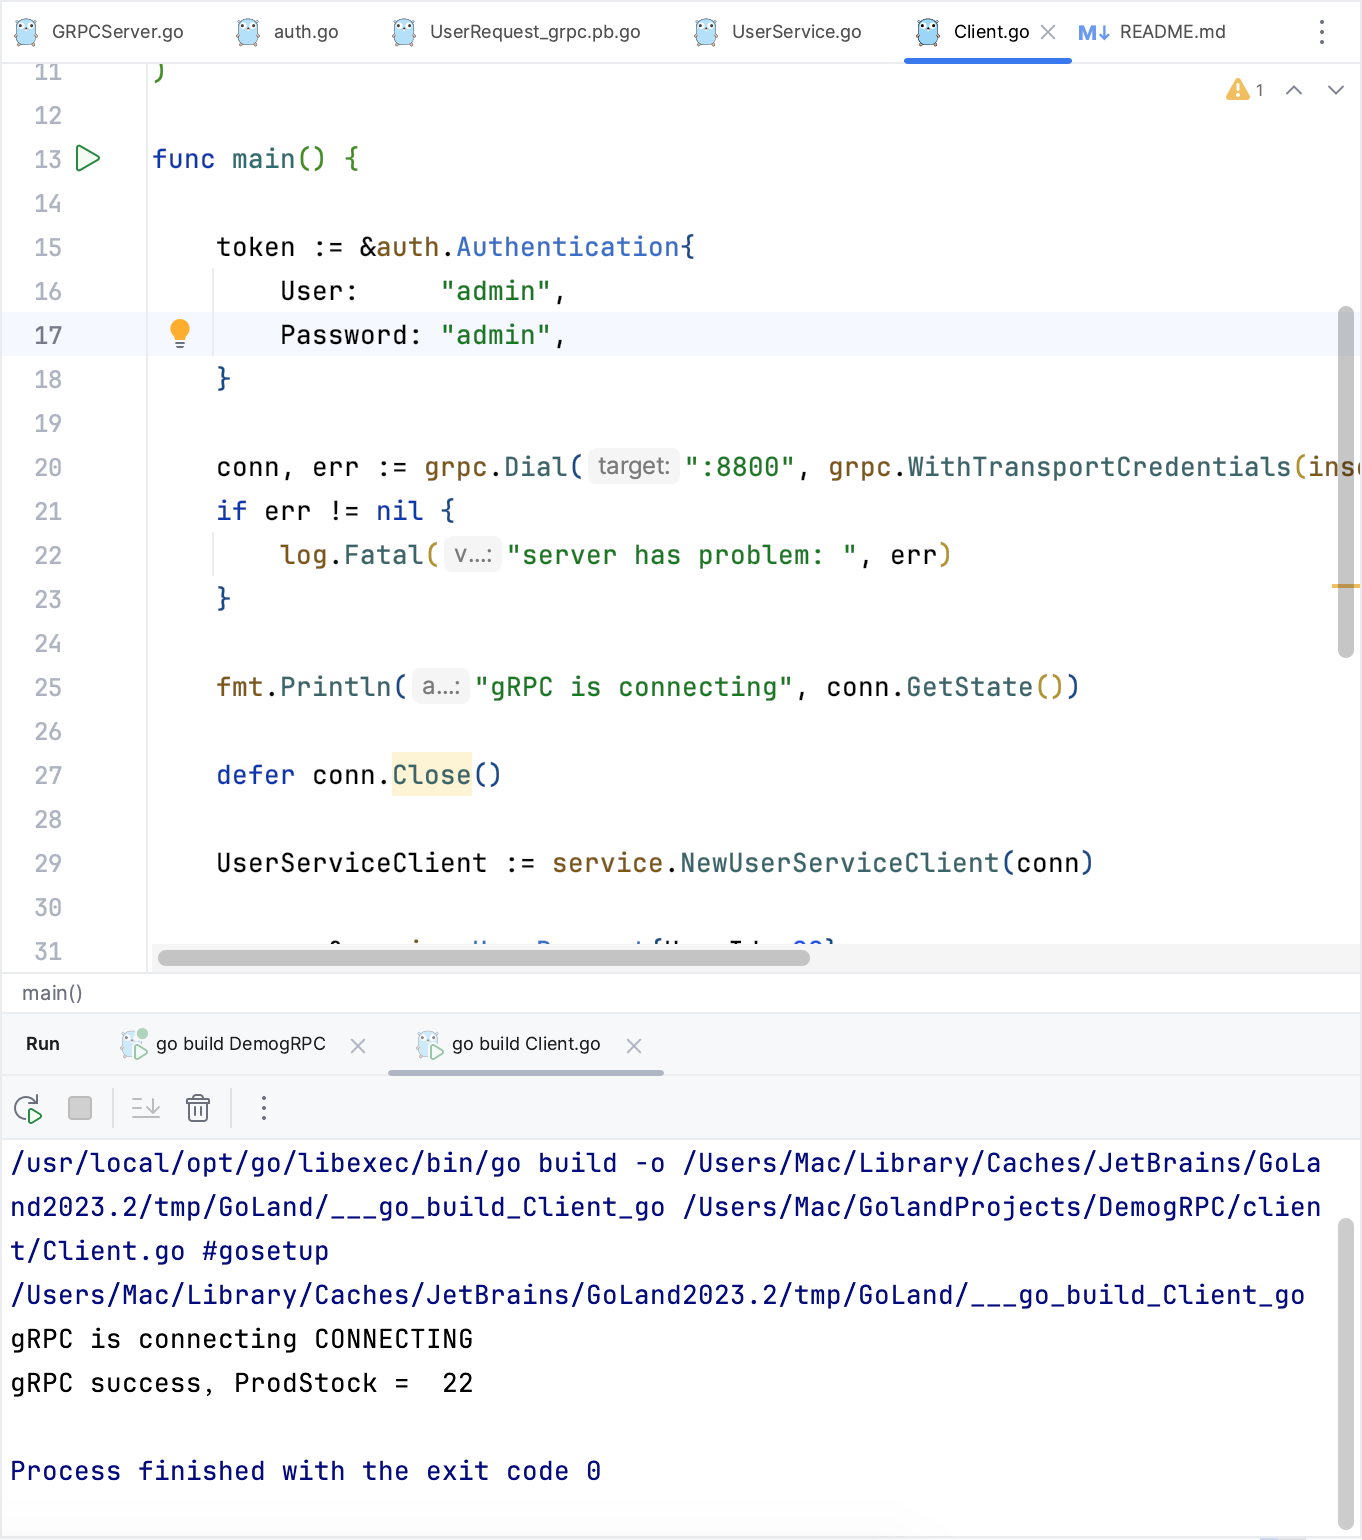 GRPCServer.go auth.go UserRequest_grpc.pb.go UserService.go Client.go M↓ README.md
11 )
1
12
13 func main() {
14
15 token := &auth.Authentication{
16 User: "admin",
17 Password: "admin",
18 }
19
20 conn, err := grpc.Dial( target: ":8800", grpc.WithTransportCredentials(inse
21 if err != nil {
22 log.Fatal( v...: "server has problem: ", err)
23 }
24
25 fmt.Println( a...: "gRPC is connecting", conn.GetState())
26
27 defer conn.Close()
28
29 UserServiceClient := service.NewUserServiceClient(conn)
30
31
main()
Run go build DemogRPC go build Client.go
/usr/local/opt/go/libexec/bin/go build -o /Users/Mac/Library/Caches/JetBrains/GoLa
nd2023.2/tmp/GoLand/___go_build_Client_go /Users/Mac/GolandProjects/DemogRPC/clien
t/Client.go #gosetup
/Users/Mac/Library/Caches/JetBrains/GoLand2023.2/tmp/GoLand/___go_build_Client_go
gRPC is connecting CONNECTING
gRPC success, ProdStock =  22
Process finished with the exit code 0